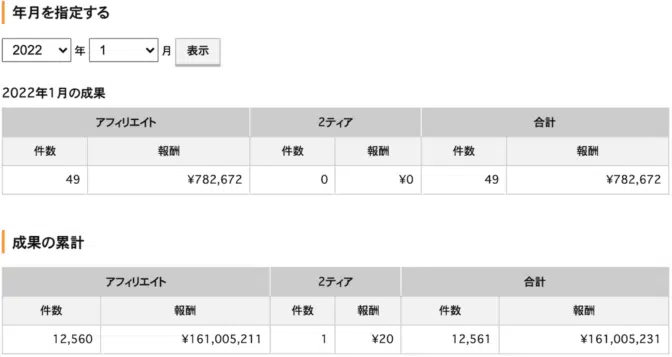 年月を指定する
2022 年 1 月 表示
2022年1月の成果
アフィリエイト 2ティア 合計
件数 報酬 件数 報酬 件数 報酬
49 ¥782,672 0 ¥0 49 ¥782,672
成果の累計
アフィリエイト 2ティア 合計
件数 報酬 件数 報酬 件数 報酬
12,560 ¥161,005,211 1 ¥20 12,561 ¥161,005,231